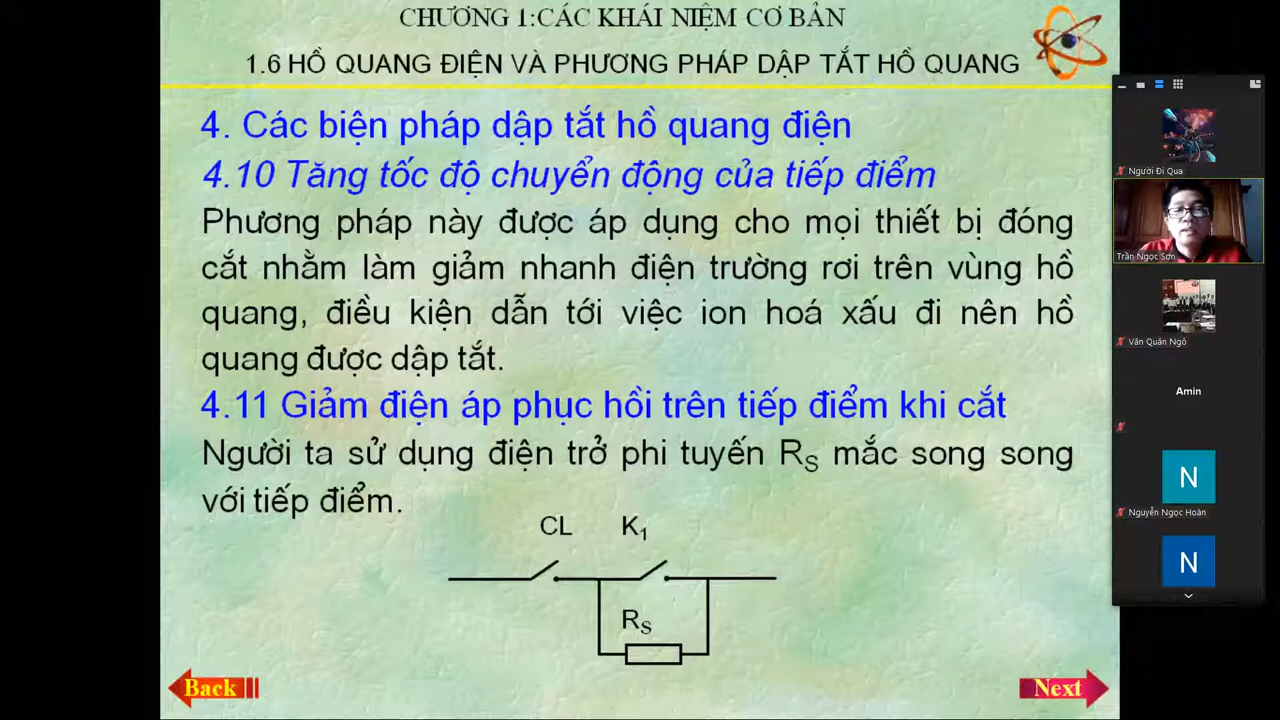 CHƯƠNG 1:CÁC KHÁI NIỆM CƠ BẢN
1.6 HỒ QUANG ĐIỆN VÀ PHƯƠNG PHÁP DẬP TẮT HỒ QUANG
4. Các biện pháp dập tắt hồ quang điện
4.10 Tăng tốc độ chuyển động của tiếp điểm
Phương pháp này được áp dụng cho mọi thiết bị đóng
cắt nhằm làm giảm nhanh điện trường rơi trên vùng hồ
quang, điều kiện dẫn tới việc ion hoá xấu đi nên hồ
quang được dập tắt.
4.11 Giảm điện áp phục hồi trên tiếp điểm khi cắt
Người ta sử dụng điện trở phi tuyến RS mắc song song
với tiếp điểm.
CL K1
RS
Back
Next
Người Đi Qua
Trần Ngọc Sơn
Văn Quân Ngô
Amin
N
Nguyễn Ngọc Hoàn
N